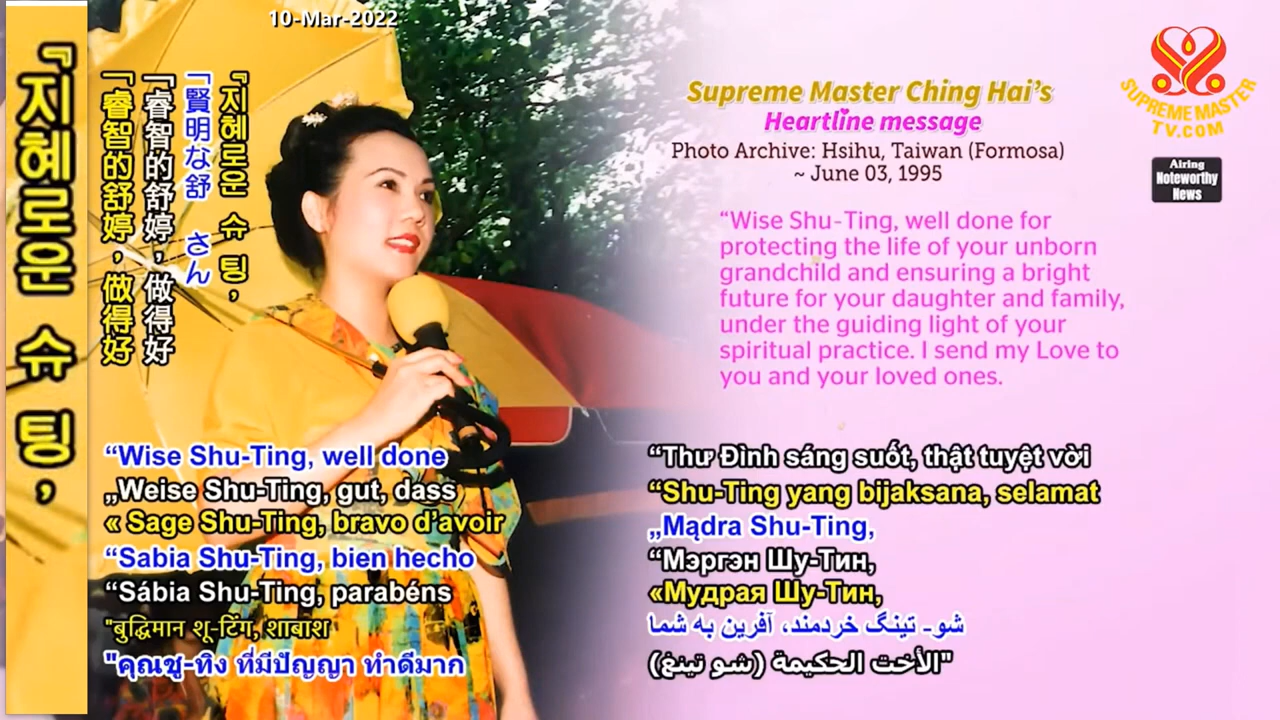 10-Mar-2022
『지혜로운 슈 팅,
「睿智的舒婷，做得好
「睿智的舒婷，做得好
「賢明な舒　さん
『지혜로운 슈 팅,
Supreme Master Ching Hai’s
Heartline message
Photo Archive: Hsihu, Taiwan (Formosa)
~ June 03, 1995
SUPREME MASTER
TV.COM
Airing
Noteworthy
News
“Wise Shu-Ting, well done for
protecting the life of your unborn
grandchild and ensuring a bright
future for your daughter and family,
under the guiding light of your
spiritual practice. I send my Love to
you and your loved ones.
“Wise Shu-Ting, well done
„Weise Shu-Ting, gut, dass
« Sage Shu-Ting, bravo d’avoir
“Sabia Shu-Ting, bien hecho
“Sábia Shu-Ting, parabéns
"बुद्धिमान शू-टिंग, शाबाश
"คุณชู-ทิง ที่มีปัญญา ทำดีมาก
“Thư Đình sáng suốt, thật tuyệt vời
“Shu-Ting yang bijaksana, selamat
„Mądra Shu-Ting,
“Мэргэн Шу-Тин,
«Мудрая Шу-Тин,
شو- تینگ خردمند، آفرین به شما
"الأخت الحكيمة (شو تينغ)